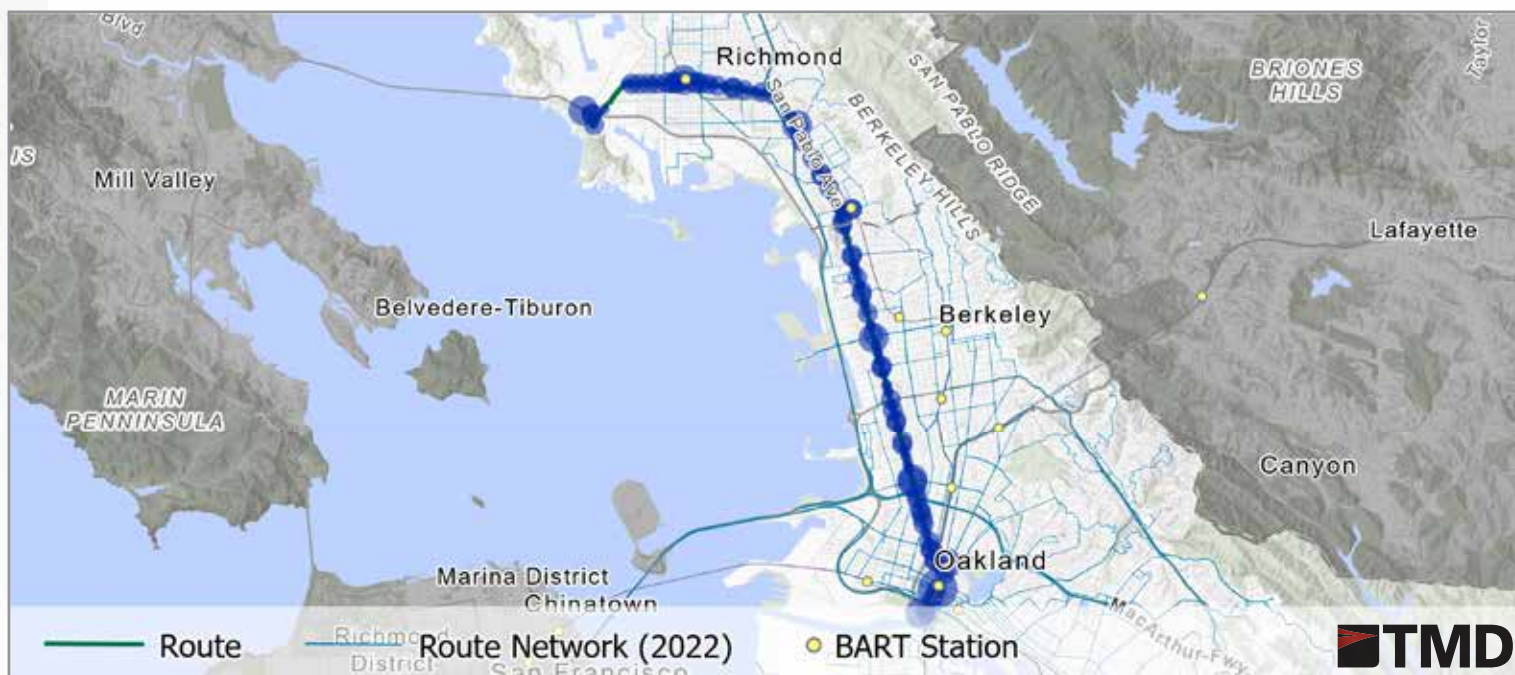 Blvd
Richmond
Taylor
SAN PABLO RIDGE
BRIONES
HILLS
San Pablo Ave
BERKELEY HILLS
IS
Mill Valley
Lafayette
Belvedere-Tiburon
Berkeley
MARIN
PENNINSULA
Canyon
Oakland
Marina District
Chinatown
MacArthur-Fwy
Richmond
District
San Francisco
Route
Route Network (2022)
BART Station
TMD